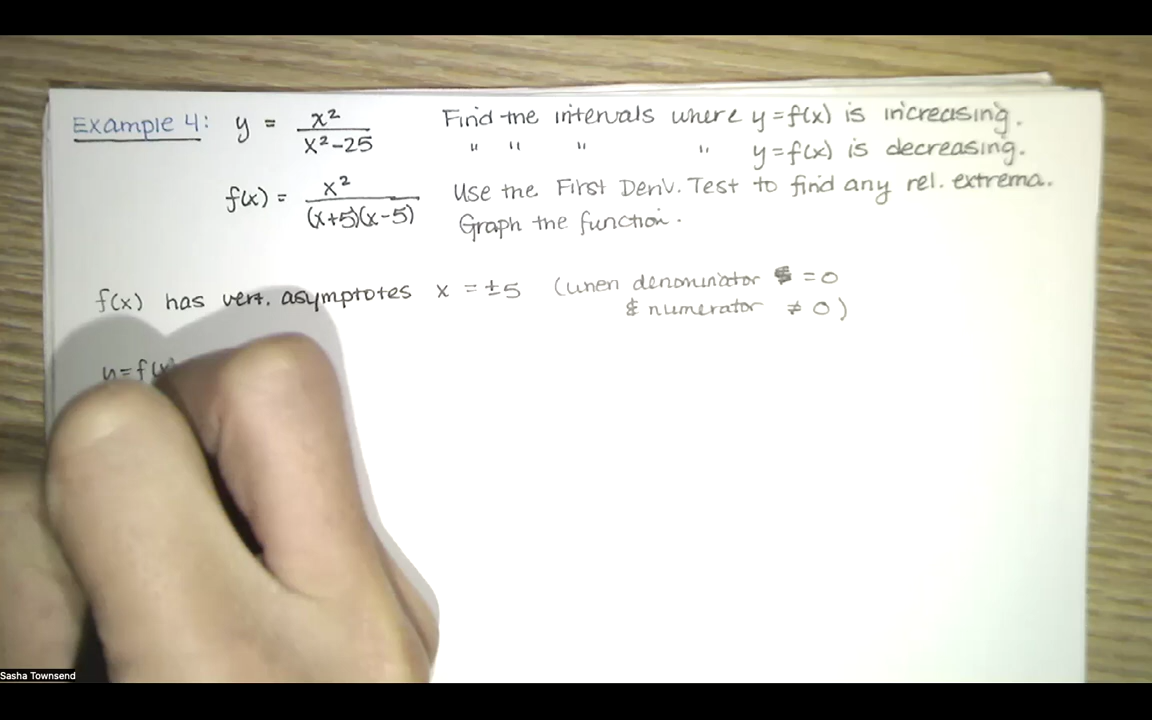 Example 4: y = x²/(x²-25) Find the intervals where y=f(x) is increasing.
" " " " y=f(x) is decreasing.
f(x) = x²/((x+5)(x-5)) Use the First Deriv. Test to find any rel. extrema.
Graph the function.
f(x) has vert. asymptotes x = ±5 (when denominator = 0
& numerator ≠ 0)
y=f(x
Sasha Townsend